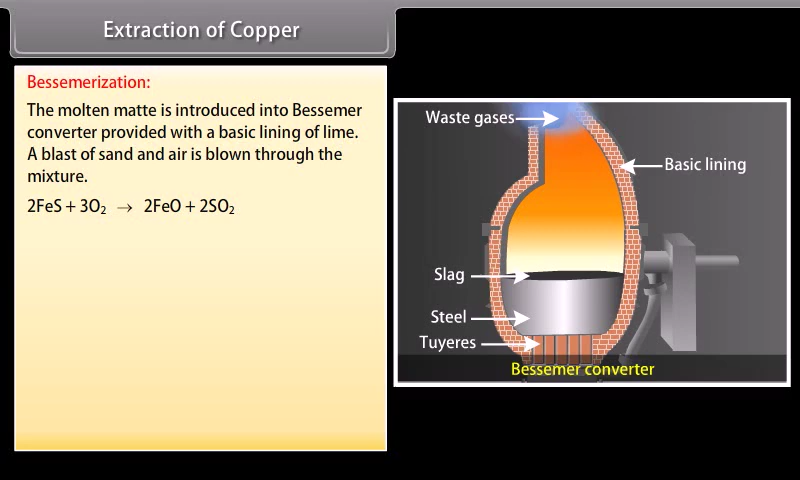 Extraction of Copper
Bessemerization:
The molten matte is introduced into Bessemer
converter provided with a basic lining of lime.
A blast of sand and air is blown through the
mixture.
2FeS + 3O₂ → 2FeO + 2SO₂
Waste gases
Basic lining
Slag
Steel
Tuyeres
Bessemer converter